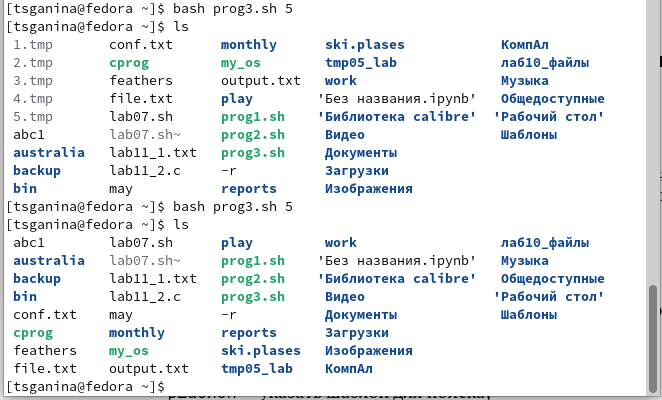 [tsganina@fedora ~]$ bash prog3.sh 5
[tsganina@fedora ~]$ ls
1.tmp conf.txt monthly ski.plases КомпАл
2.tmp cprog my_os tmp05_lab лаб10_файлы
3.tmp feathers output.txt work Музыка
4.tmp file.txt play 'Без названия.ipynb' Общедоступные
5.tmp lab07.sh prog1.sh 'Библиотека calibre' 'Рабочий стол'
abc1 lab07.sh~ prog2.sh Видео Шаблоны
australia lab11_1.txt prog3.sh Документы
backup lab11_2.c -r Загрузки
bin may reports Изображения
[tsganina@fedora ~]$ bash prog3.sh 5
[tsganina@fedora ~]$ ls
abc1 lab07.sh play work лаб10_файлы
australia lab07.sh~ prog1.sh 'Без названия.ipynb' Музыка
backup lab11_1.txt prog2.sh 'Библиотека calibre' Общедоступные
bin lab11_2.c prog3.sh Видео 'Рабочий стол'
conf.txt may -r Документы Шаблоны
cprog monthly reports Загрузки
feathers my_os ski.plases Изображения
file.txt output.txt tmp05_lab КомпАл
[tsganina@fedora ~]$